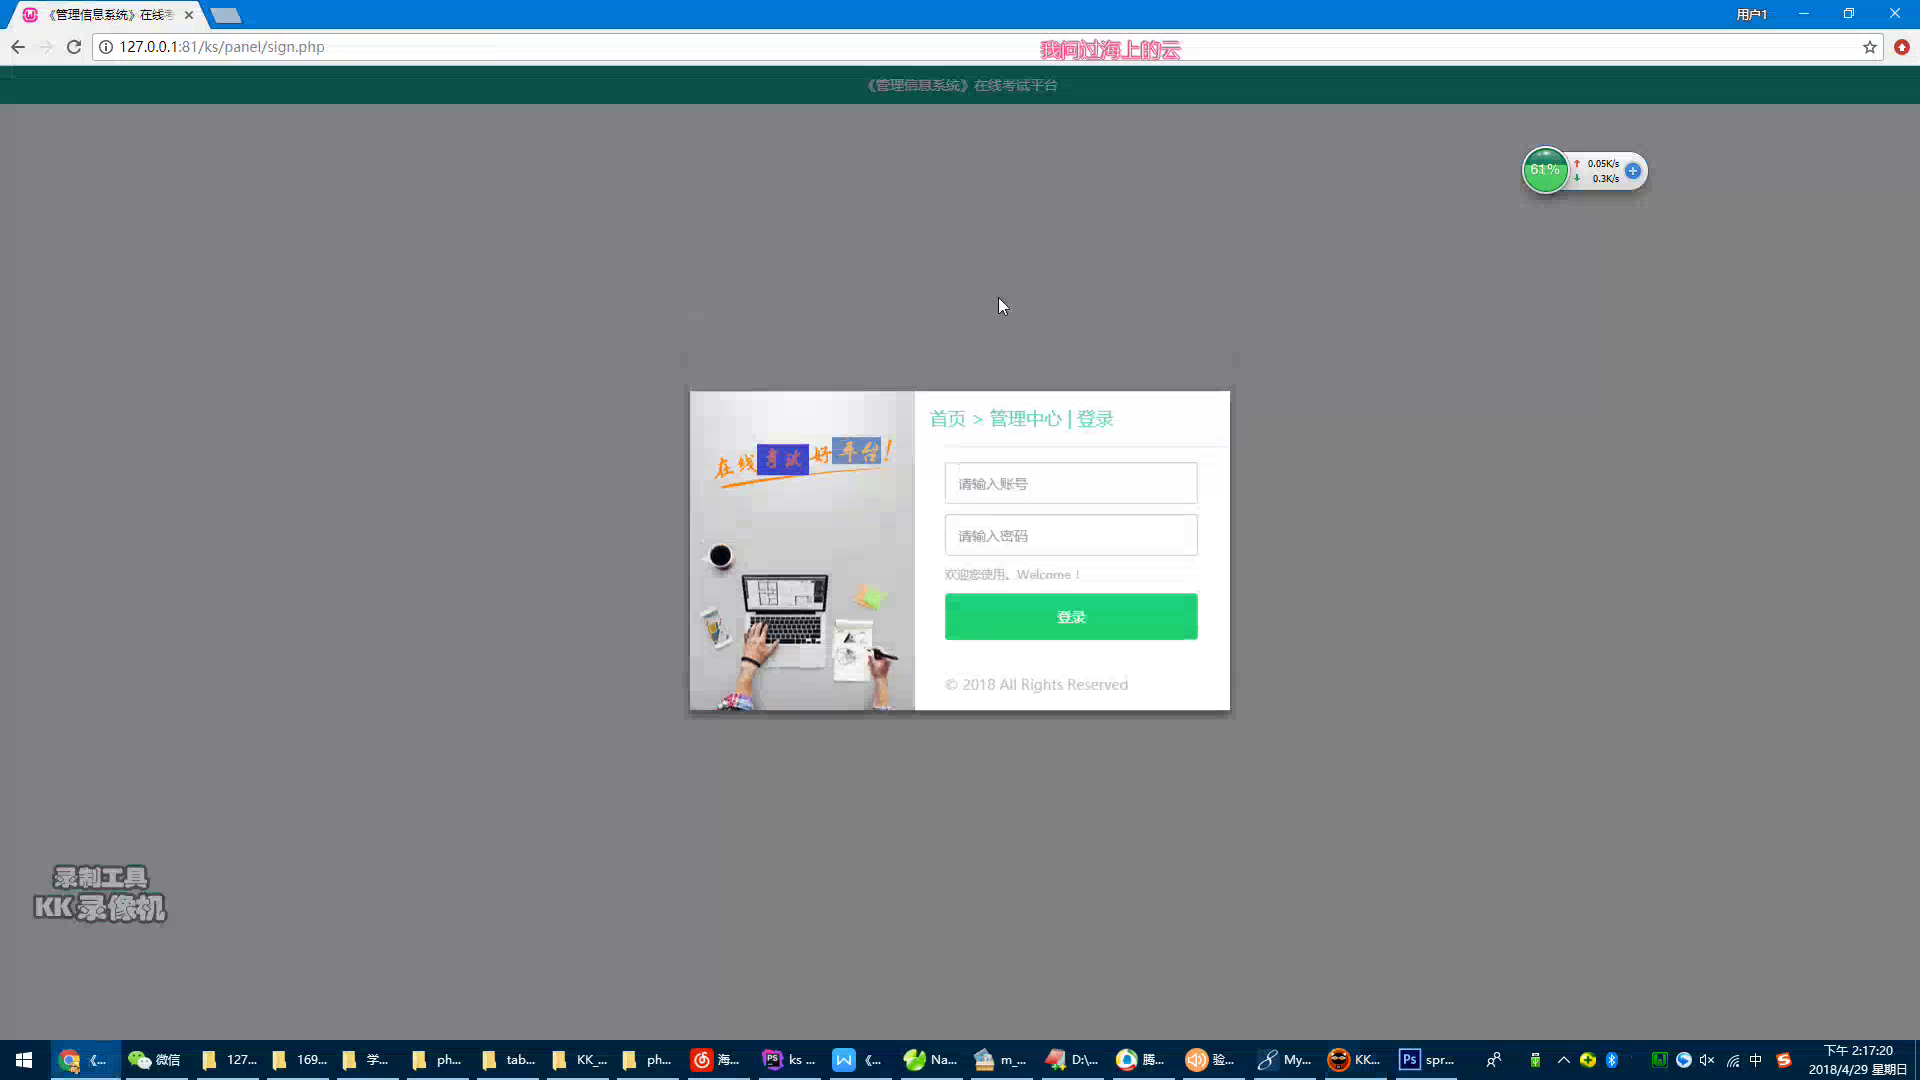 《管理信息系统》在线考
用户1
127.0.0.1:81/ks/panel/sign.php
我问过海上的云
《管理信息系统》在线考试平台
61%
0.05K/s
0.3K/s
首页 > 管理中心 | 登录
在线考试好平台!
请输入账号
请输入密码
欢迎您使用。Welcome！
登录
© 2018 All Rights Reserved
录制工具
KK 录像机
《...
微信
127...
169...
学...
ph...
tab...
KK_...
ph...
海...
ks ...
《...
Na...
m_...
D:\...
腾...
验...
My...
KK...
spr...
中
下午 2:17:20
2018/4/29 星期日